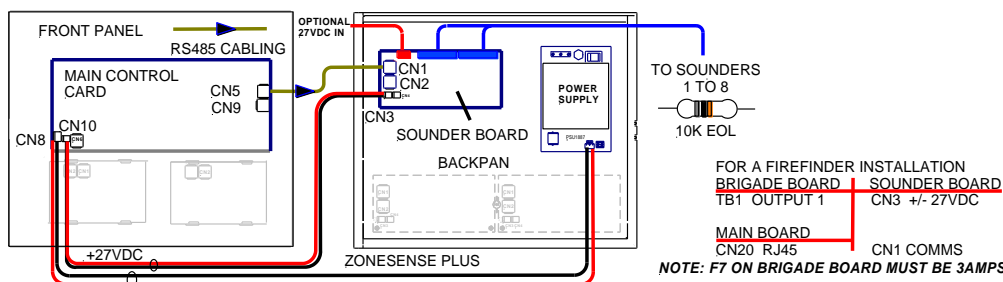 FRONT PANEL
RS485 CABLING
OPTIONAL
27VDC IN
MAIN CONTROL
CARD
CN5
CN9
CN10
CN8
CN1
CN2
CN3
SOUNDER BOARD
POWER
SUPPLY
BACKPAN
CN1
CN2
TO SOUNDERS
1 TO 8
10K EOL
FOR A FIREFINDER INSTALLATION
BRIGADE BOARD SOUNDER BOARD
TB1 OUTPUT 1 CN3 +/- 27VDC
MAIN BOARD
CN20 RJ45 CN1 COMMS
NOTE: F7 ON BRIGADE BOARD MUST BE 3AMPS
+27VDC
ZONESENSE PLUS